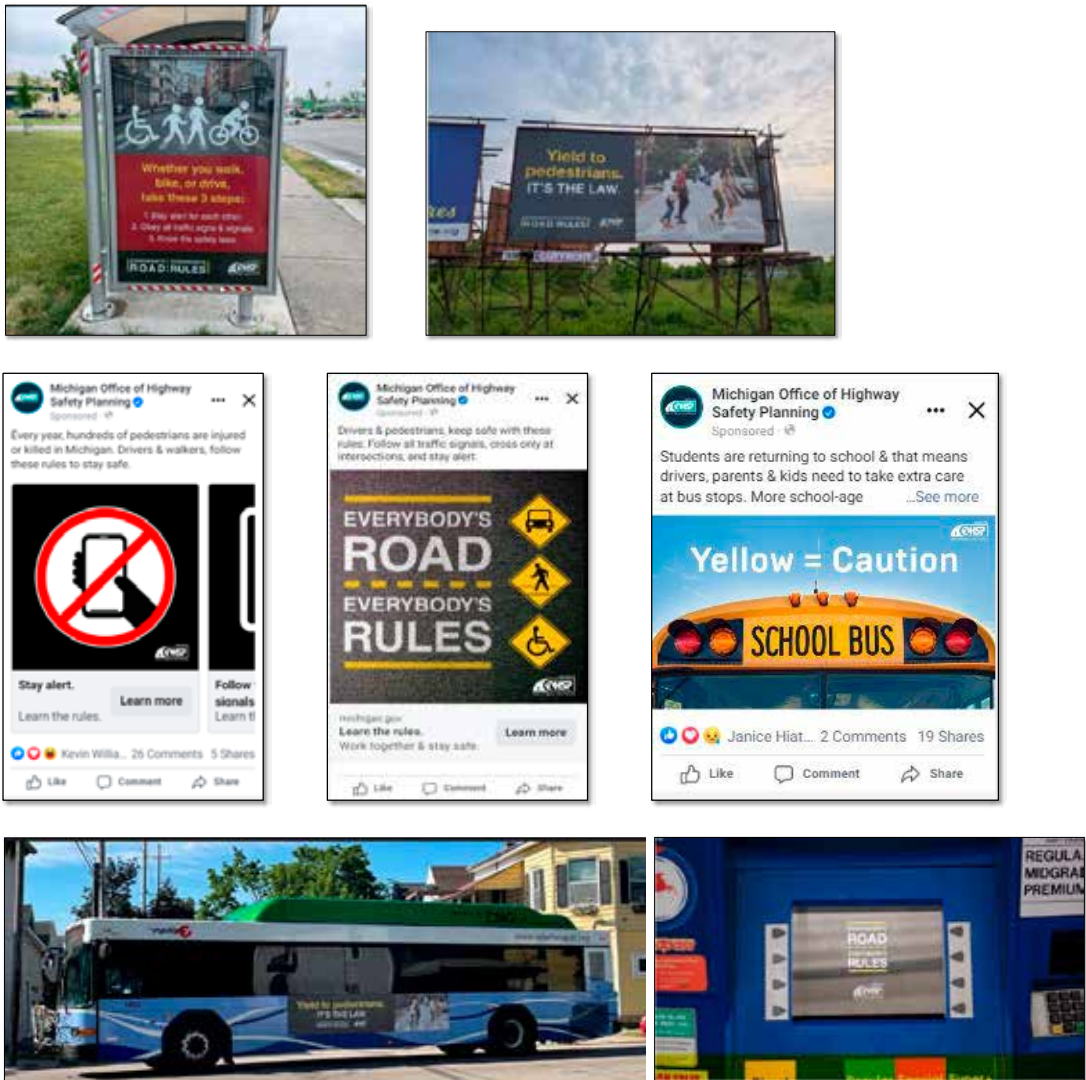 Whether you walk,
bike, or drive,
take these 3 steps:
1. Stay alert for each other
2. Obey all traffic signs & signals
3. Know the safety laws
ROAD RULES
OHSP
Yield to
pedestrians.
IT'S THE LAW.
ROAD RULES
Michigan Office of Highway
Safety Planning
Sponsored
Every year, hundreds of pedestrians are injured
or killed in Michigan. Drivers & walkers, follow
these rules to stay safe.
OHSP
Stay alert.
Learn the rules.
Learn more
Follow
signals
Kevin Willia... 26 Comments 5 Shares
Like Comment Share
Michigan Office of Highway
Safety Planning
Sponsored
Drivers & pedestrians, keep safe with these
rules: Follow all traffic signals, cross only at
intersections, and stay alert.
EVERYBODY'S
ROAD
EVERYBODY'S
RULES
OHSP
michigan.gov
Learn the rules.
Work together & stay safe.
Learn more
Like Comment Share
Michigan Office of Highway
Safety Planning
Sponsored
Students are returning to school & that means
drivers, parents & kids need to take extra care
at bus stops. More school-age ...See more
OHSP
Yellow = Caution
SCHOOL BUS
Janice Hiat... 2 Comments 19 Shares
Like Comment Share
Yield to pedestrians.
IT'S THE LAW
REGULA
MIDGRA
PREMIUM
ROAD
RULES
OHSP